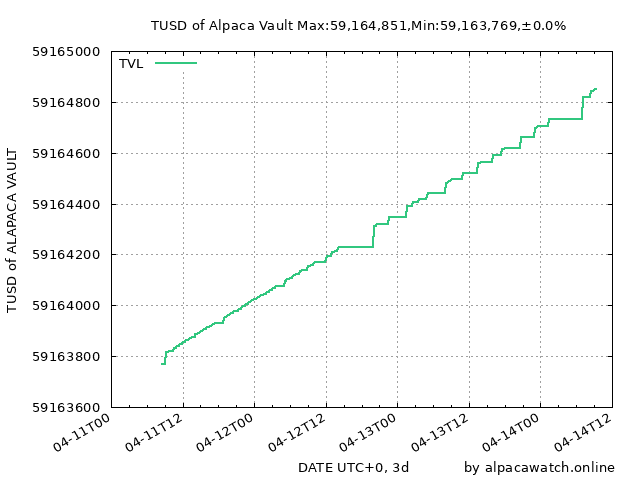 TUSD of Alpaca Vault Max:59,164,851,Min:59,163,769,±0.0%
TVL
59165000
59164800
59164600
59164400
59164200
59164000
59163800
59163600
TUSD of ALAPACA VAULT
04-11T00
04-11T12
04-12T00
04-12T12
04-13T00
04-13T12
04-14T00
04-14T12
DATE UTC+0, 3d
by alpacawatch.online